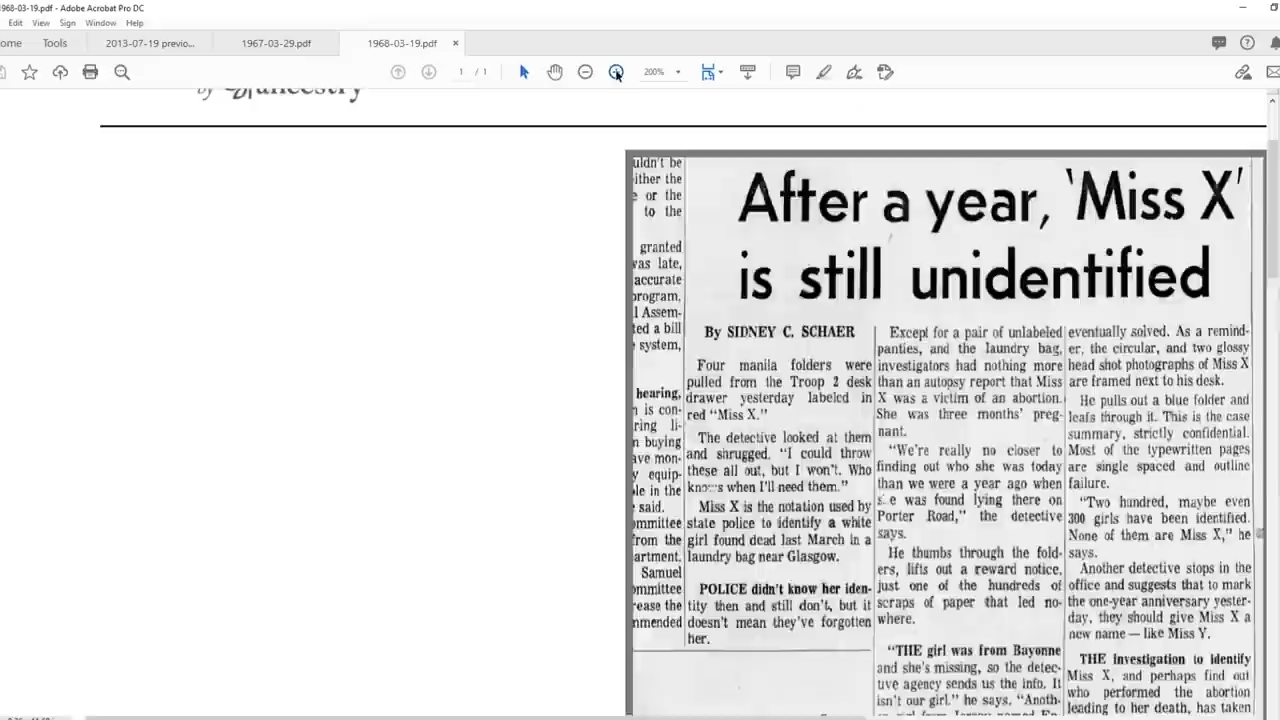 1968-03-19.pdf - Adobe Acrobat Pro DC
Edit View Sign Window Help
ome Tools 2013-07-19 previo... 1967-03-29.pdf 1968-03-19.pdf ×
1 / 1 200%
by ancestry
uldn't be
ither the
e or the
to the
granted
was late,
accurate
program,
l Assem-
ted a bill
system,
hearing,
n is con-
ring li-
n buying
ave mon-
y equip-
le in the
said.
ommittee
from the
artment.
Samuel
ommittee
rease the
mmended
After a year, 'Miss X'
is still unidentified
By SIDNEY C. SCHAER
Four manila folders were
pulled from the Troop 2 desk
drawer yesterday labeled in
red "Miss X."
The detective looked at them
and shrugged. "I could throw
these all out, but I won't. Who
knows when I'll need them."
Miss X is the notation used by
state police to identify a white
girl found dead last March in a
laundry bag near Glasgow.
POLICE didn't know her iden-
tity then and still don't, but it
doesn't mean they've forgotten
her.
Except for a pair of unlabeled
panties, and the laundry bag,
investigators had nothing more
than an autopsy report that Miss
X was a victim of an abortion.
She was three months' preg-
nant.
"We're really no closer to
finding out who she was today
than we were a year ago when
she was found lying there on
Porter Road," the detective
says.
He thumbs through the fold-
ers, lifts out a reward notice,
just one of the hundreds of
scraps of paper that led no-
where.
"THE girl was from Bayonne
and she's missing, so the detec-
tive agency sends us the info. It
isn't our girl." he says, "Anoth-
eventually solved. As a remind-
er, the circular, and two glossy
head shot photographs of Miss X
are framed next to his desk.
He pulls out a blue folder and
leafs through it. This is the case
summary, strictly confidential.
Most of the typewritten pages
are single spaced and outline
failure.
"Two hundred, maybe even
300 girls have been identified.
None of them are Miss X," he
says.
Another detective stops in the
office and suggests that to mark
the one-year anniversary yester-
day, they should give Miss X a
new name — like Miss Y.
THE investigation to identify
Miss X, and perhaps find out
who performed the abortion
leading to her death, has taken